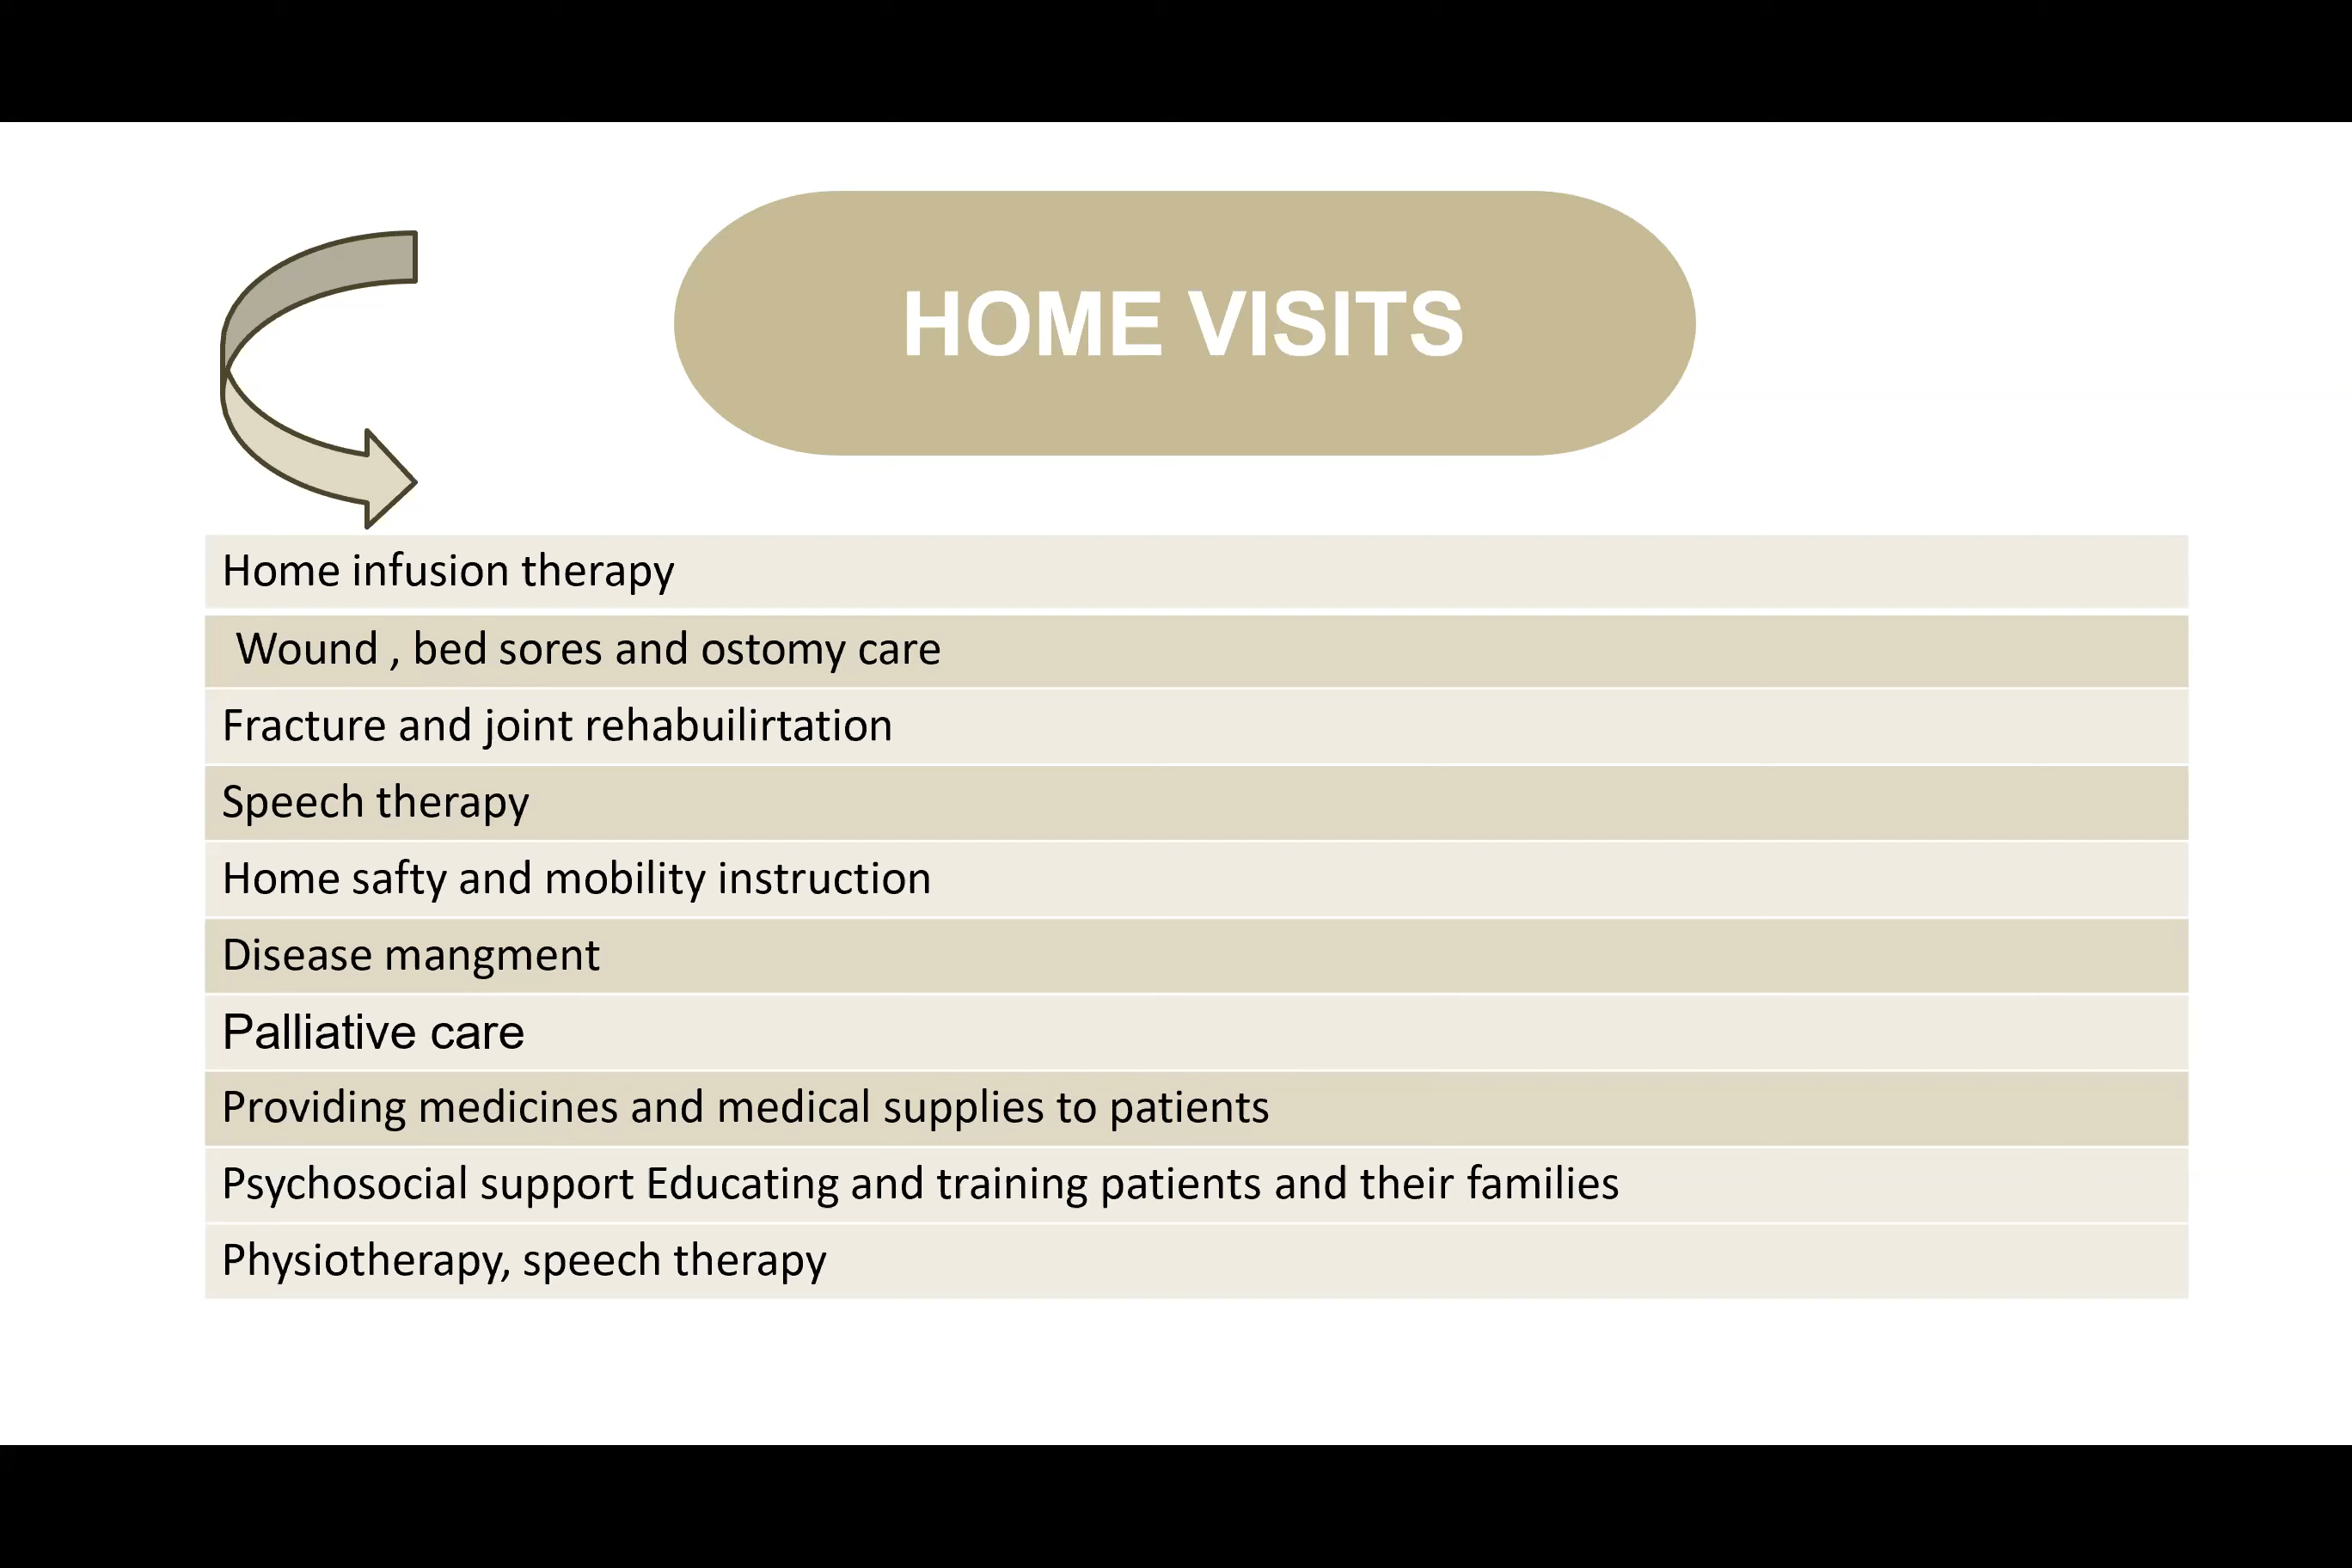 HOME VISITS
Home infusion therapy
Wound , bed sores and ostomy care
Fracture and joint rehabuilirtation
Speech therapy
Home safty and mobility instruction
Disease mangment
Palliative care
Providing medicines and medical supplies to patients
Psychosocial support Educating and training patients and their families
Physiotherapy, speech therapy